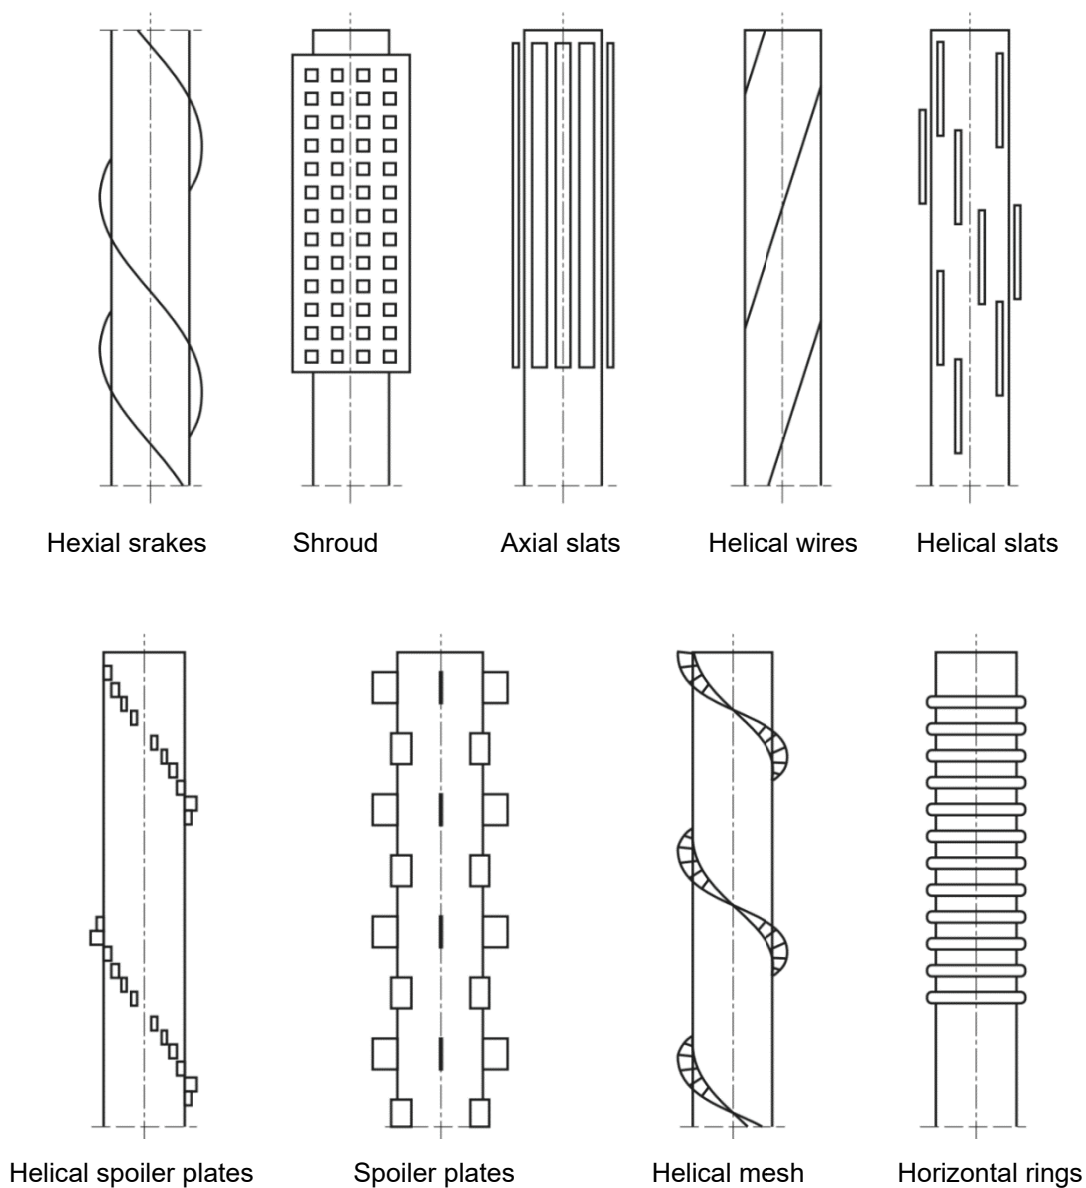 Hexial srakes
Shroud
Axial slats
Helical wires
Helical slats
Helical spoiler plates
Spoiler plates
Helical mesh
Horizontal rings